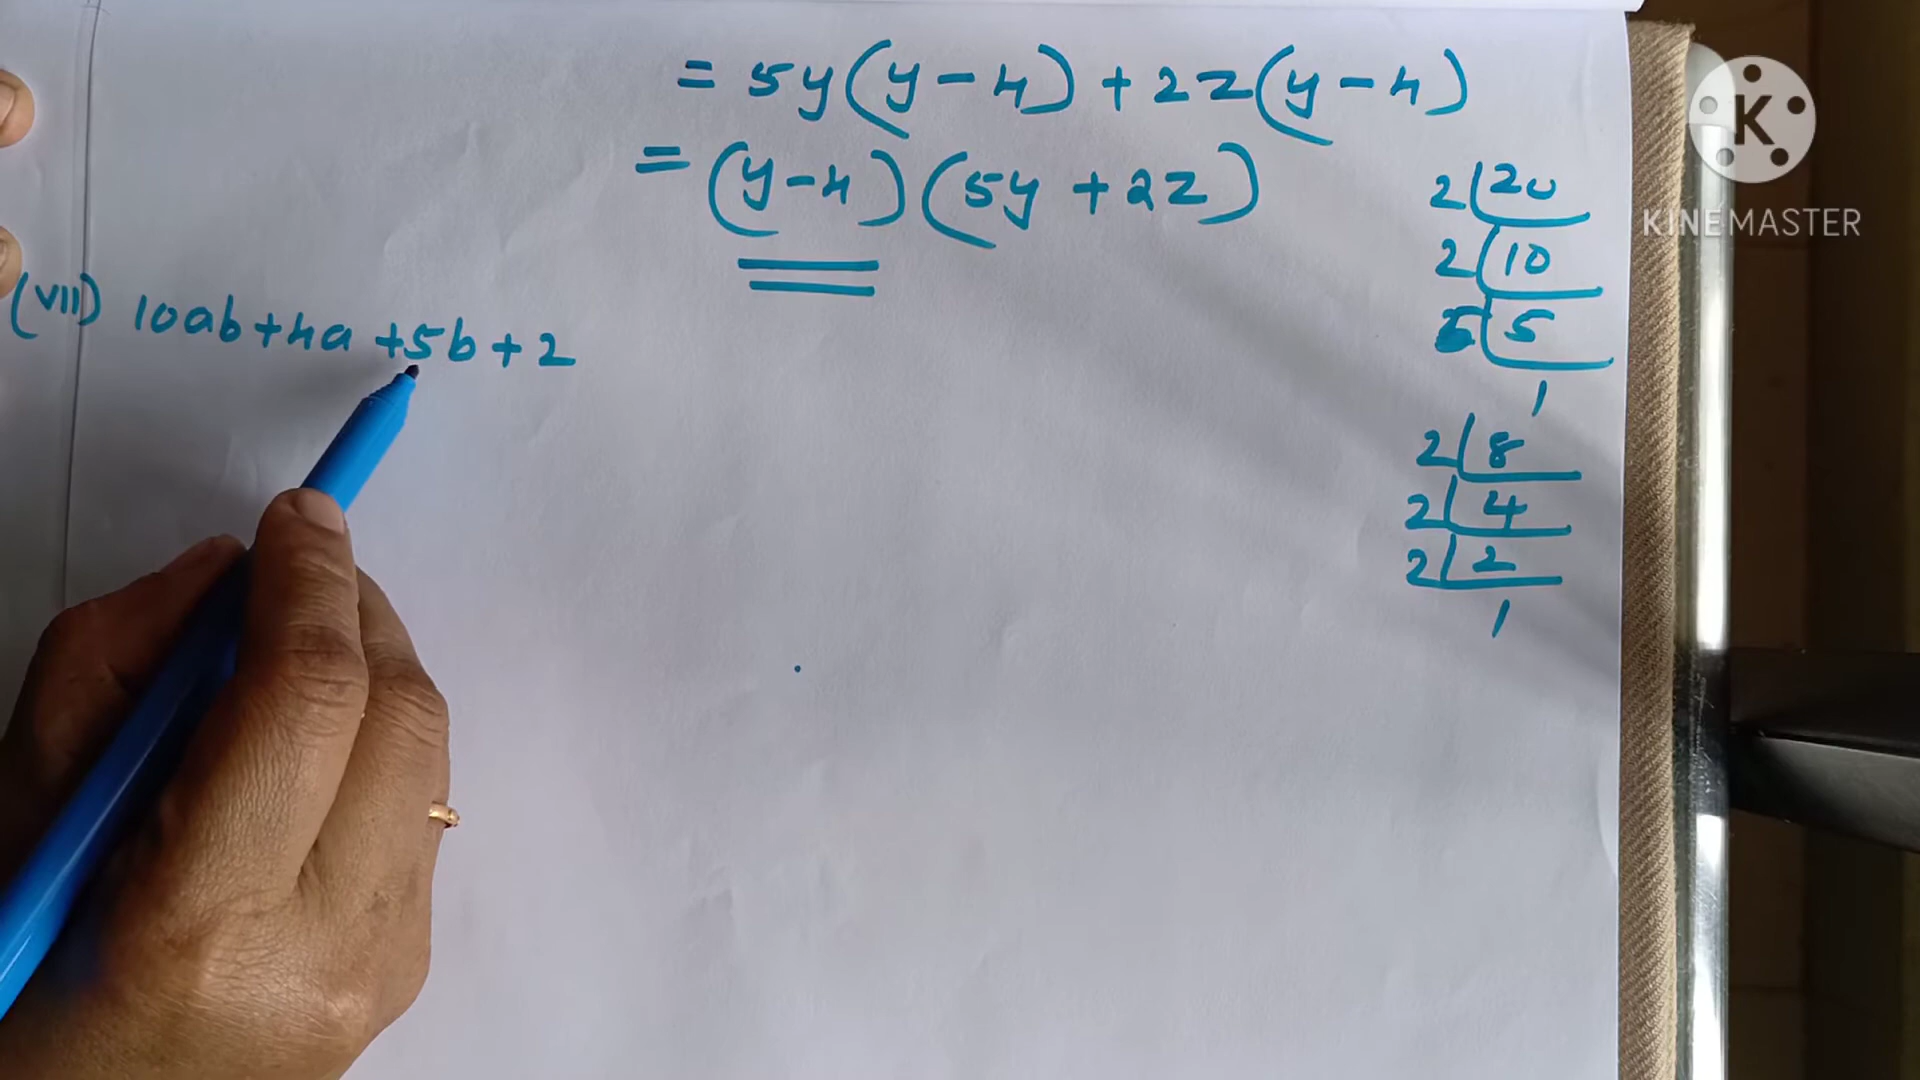 = 5y(y-4)+2z(y-4)
= (y-4)(5y+2z)
(VII) 10ab+4a+5b+2
2 20
2 10
5 5
1
2 8
2 4
2 2
1
K
KINEMASTER